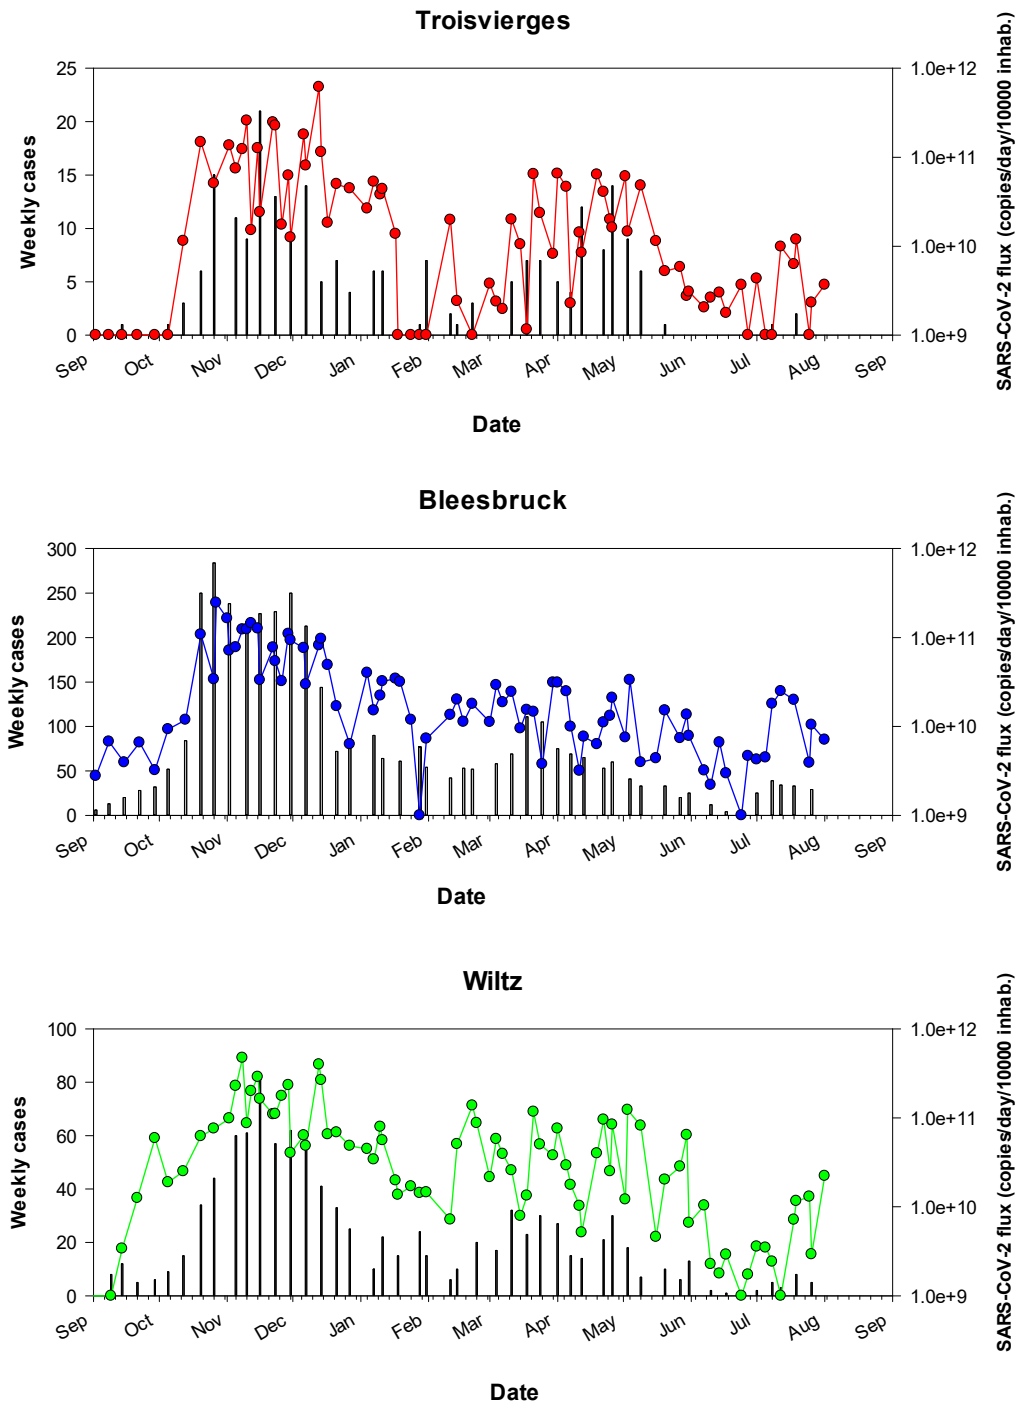 Troisvierges
25
20
15
10
5
0
1.0e+12
1.0e+11
1.0e+10
1.0e+9
Weekly cases
SARS-CoV-2 flux (copies/day/10000 inhab.)
Sep Oct Nov Dec Jan Feb Mar Apr May Jun Jul Aug Sep
Date
Bleesbruck
300
250
200
150
100
50
0
1.0e+12
1.0e+11
1.0e+10
1.0e+9
Weekly cases
SARS-CoV-2 flux (copies/day/10000 inhab.)
Sep Oct Nov Dec Jan Feb Mar Apr May Jun Jul Aug Sep
Date
Wiltz
100
80
60
40
20
0
1.0e+12
1.0e+11
1.0e+10
1.0e+9
Weekly cases
SARS-CoV-2 flux (copies/day/10000 inhab.)
Sep Oct Nov Dec Jan Feb Mar Apr May Jun Jul Aug Sep
Date